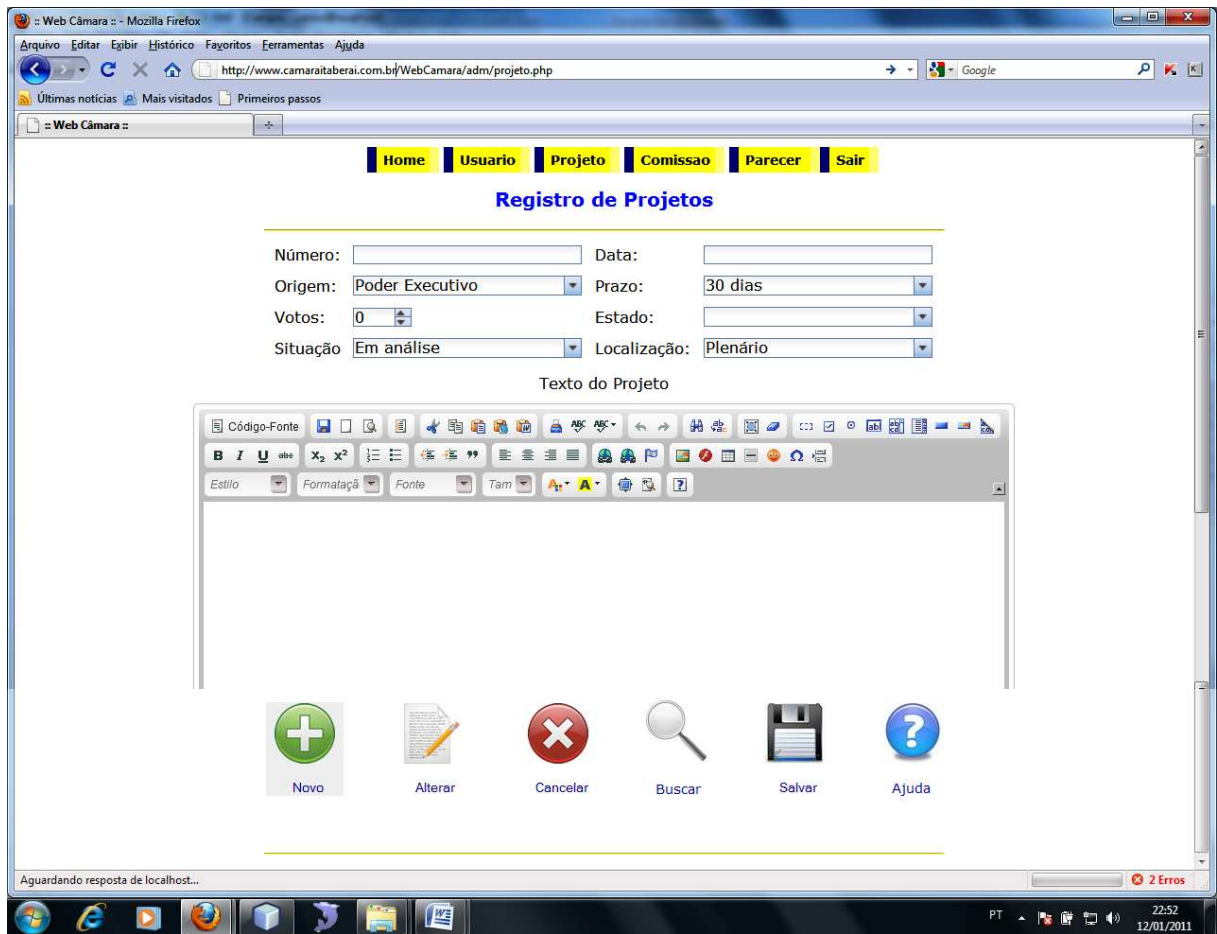 :: Web Câmara :: - Mozilla Firefox
Arquivo Editar Exibir Histórico Favoritos Ferramentas Ajuda
http://www.camaraitaberai.com.br/WebCamara/adm/projeto.php Google
Últimas notícias Mais visitados Primeiros passos
:: Web Câmara ::
Home Usuario Projeto Comissao Parecer Sair
Registro de Projetos
Número: Data:
Origem: Poder Executivo Prazo: 30 dias
Votos: 0 Estado:
Situação Em análise Localização: Plenário
Texto do Projeto
Código-Fonte
B I U abc X₂ X²
Estilo Formataçã Fonte Tam A A ?
Novo Alterar Cancelar Buscar Salvar Ajuda
Aguardando resposta de localhost... 2 Erros
PT 22:52
12/01/2011